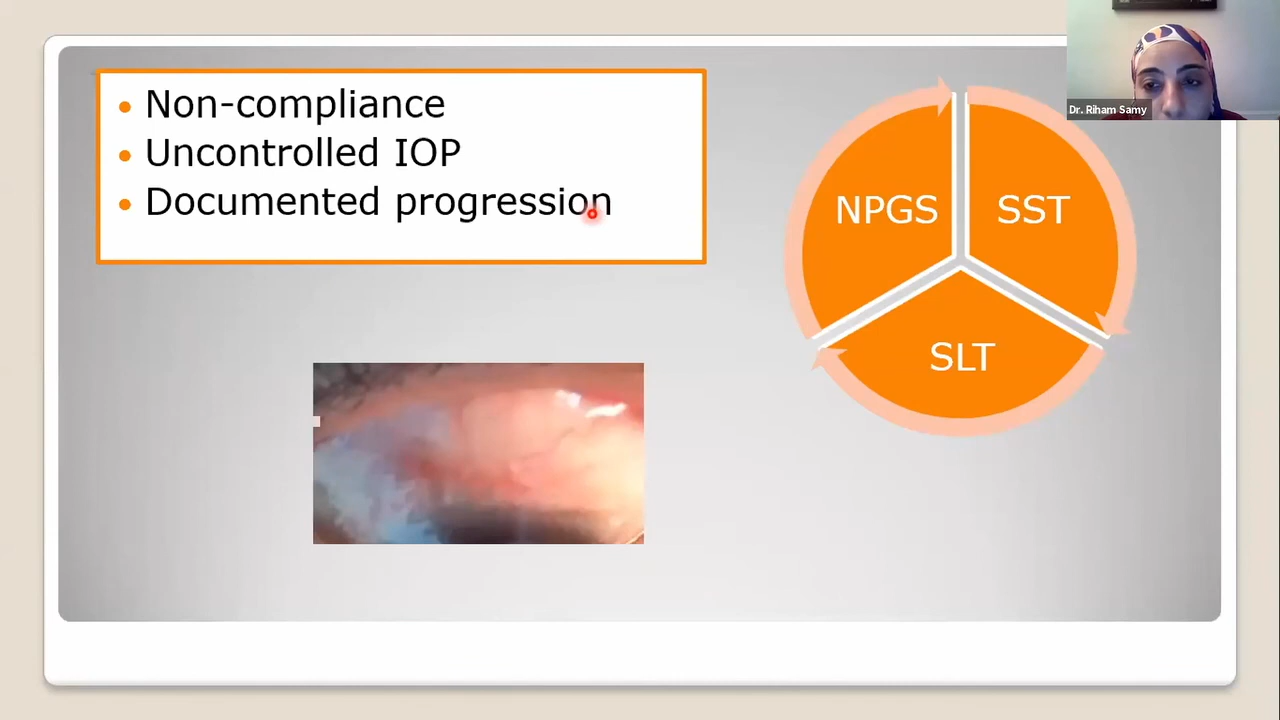 Non-compliance
Uncontrolled IOP
Documented progression
NPGS
SST
SLT
Dr. Riham Samy